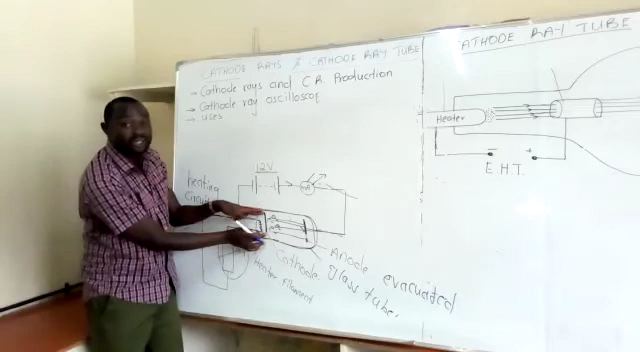 CATHODE RAYS & CATHODE RAY TUBE
→ Cathode rays and C.R Production
→ Cathode ray oscilloscope
→ uses
12V
heating
circuit
mA
Cathode
Heater Filament
Anode
evacuated
glass tube.
CATHODE RAY TUBE
Heater
- +
E.H.T.